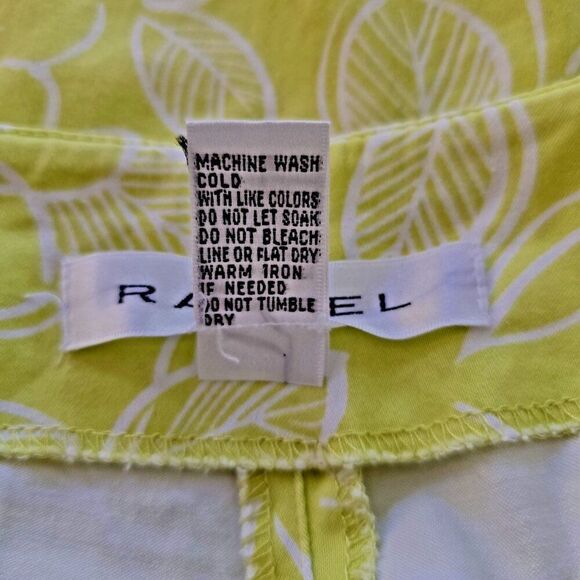 MACHINE WASH
COLD
WITH LIKE COLORS
DO NOT LET SOAK
DO NOT BLEACH
LINE OR FLAT DRY
WARM IRON
IF NEEDED
DO NOT TUMBLE
DRY